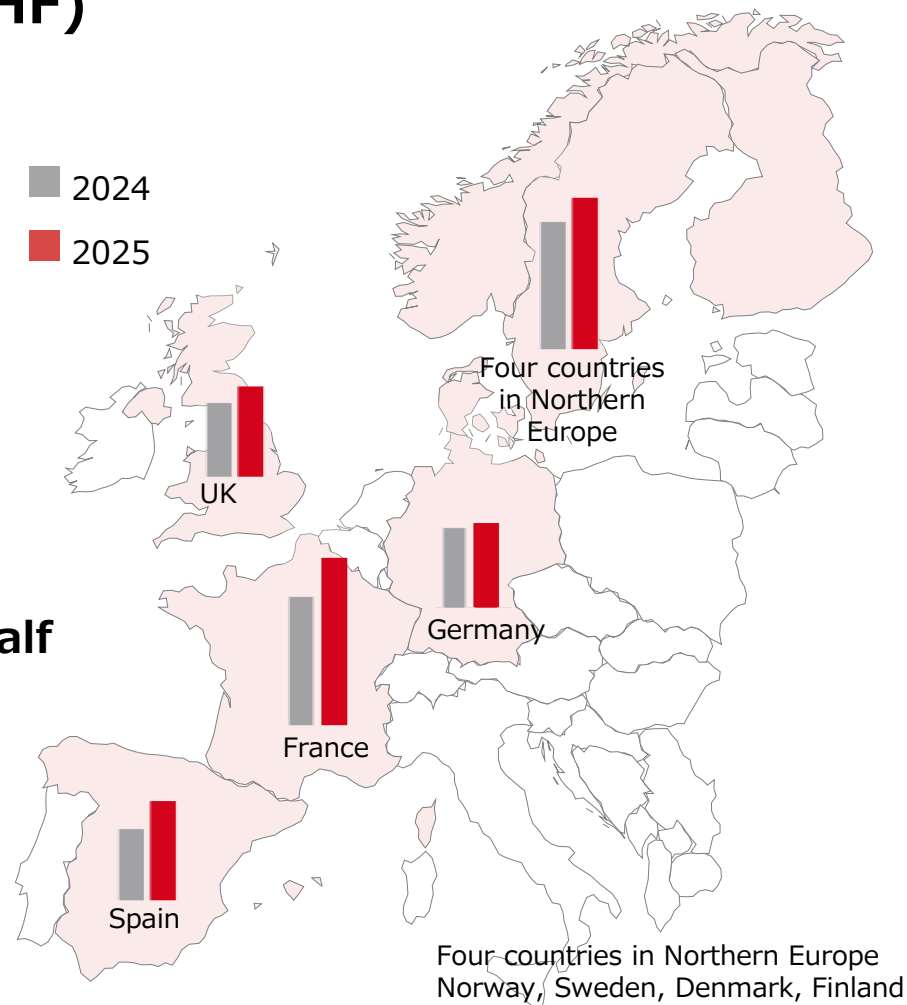 HF)
2024
2025
Four countries
in Northern
Europe
UK
alf
Germany
France
Spain
Four countries in Northern Europe
Norway, Sweden, Denmark, Finland